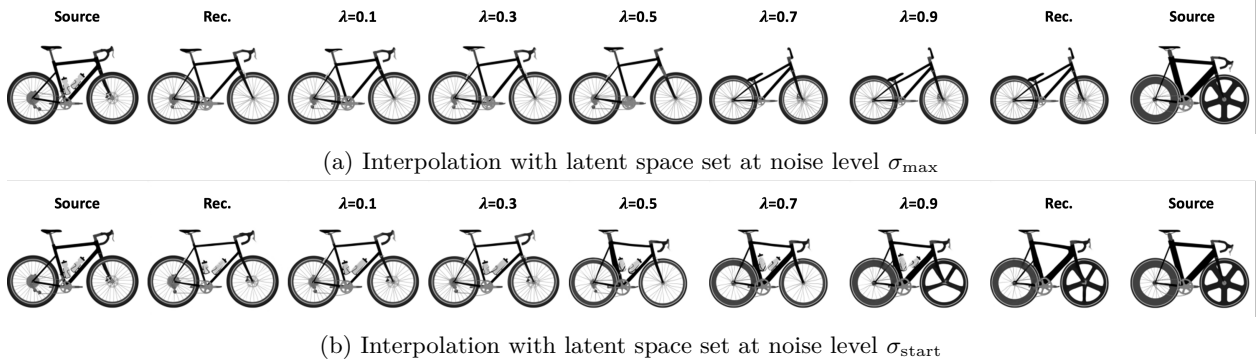 Source Rec. λ=0.1 λ=0.3 λ=0.5 λ=0.7 λ=0.9 Rec. Source
(a) Interpolation with latent space set at noise level σmax
Source Rec. λ=0.1 λ=0.3 λ=0.5 λ=0.7 λ=0.9 Rec. Source
(b) Interpolation with latent space set at noise level σstart